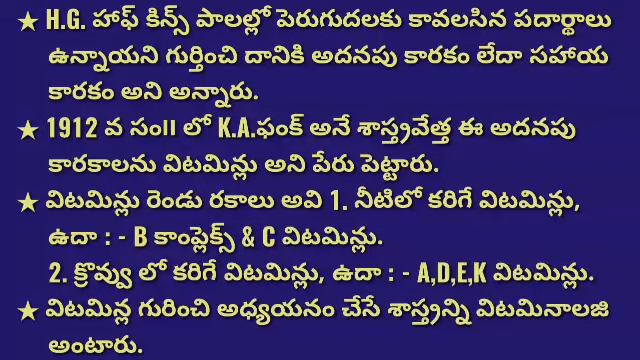 ★ H.G. హాఫ్ కిన్స్ పాలల్లో పెరుగుదలకు కావలసిన పదార్థాలు
ఉన్నాయని గుర్తించి దానికి అదనపు కారకం లేదా సహాయ
కారకం అని అన్నారు.
★ 1912 వ సం॥ లో K.A.ఫంక్ అనే శాస్త్రవేత్త ఈ అదనపు
కారకాలను విటమిన్లు అని పేరు పెట్టారు.
★ విటమిన్లు రెండు రకాలు అవి 1. నీటిలో కరిగే విటమిన్లు,
ఉదా : - B కాంప్లెక్స్ & C విటమిన్లు.
2. క్రొవ్వు లో కరిగే విటమిన్లు, ఉదా : - A,D,E,K విటమిన్లు.
★ విటమిన్ల గురించి అధ్యయనం చేసే శాస్త్రాన్ని విటమినాలజి
అంటారు.